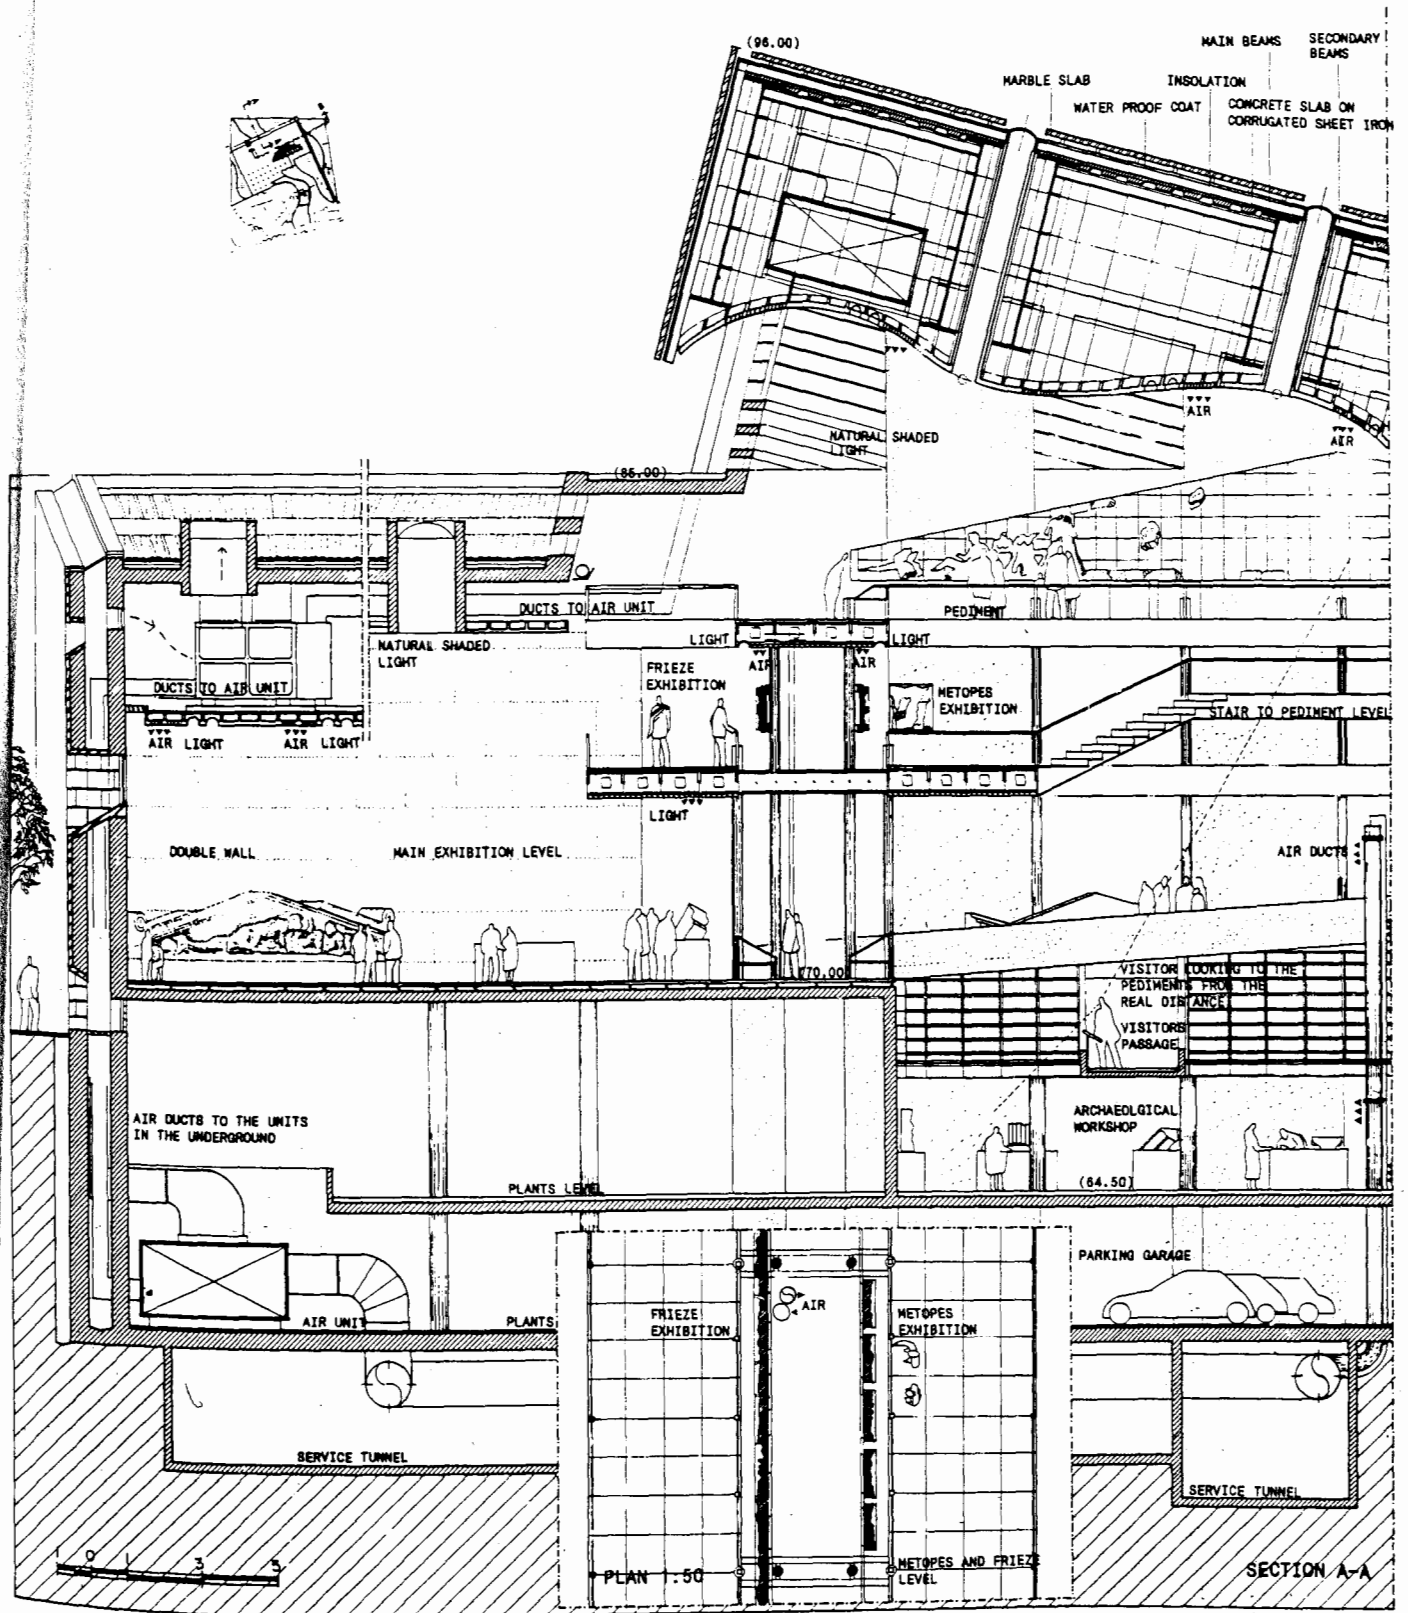 (96.00)
MAIN BEAMS
SECONDARY
BEAMS
MARBLE SLAB
INSOLATION
WATER PROOF COAT
CONCRETE SLAB ON
CORRUGATED SHEET IRON
AIR
AIR
NATURAL SHADED
LIGHT
(85.00)
DUCTS TO AIR UNIT
PEDIMENT
NATURAL SHADED
LIGHT
LIGHT
LIGHT
FRIEZE
EXHIBITION
AIR
AIR
DUCTS TO AIR UNIT
METOPES
EXHIBITION
STAIR TO PEDIMENT LEVEL
AIR LIGHT
AIR LIGHT
LIGHT
DOUBLE WALL
MAIN EXHIBITION LEVEL
AIR DUCTS
(70.00)
VISITOR LOOKING TO THE
PEDIMENTS FROM THE
REAL DISTANCE
VISITORS
PASSAGE
AIR DUCTS TO THE UNITS
IN THE UNDERGROUND
ARCHAEOLGICAL
WORKSHOP
PLANTS LEVEL
(64.50)
PARKING GARAGE
AIR
FRIEZE
EXHIBITION
METOPES
EXHIBITION
AIR UNIT
PLANTS
SERVICE TUNNEL
SERVICE TUNNEL
1 0 1 3 5
PLAN 1:50
METOPES AND FRIEZE
LEVEL
SECTION A-A